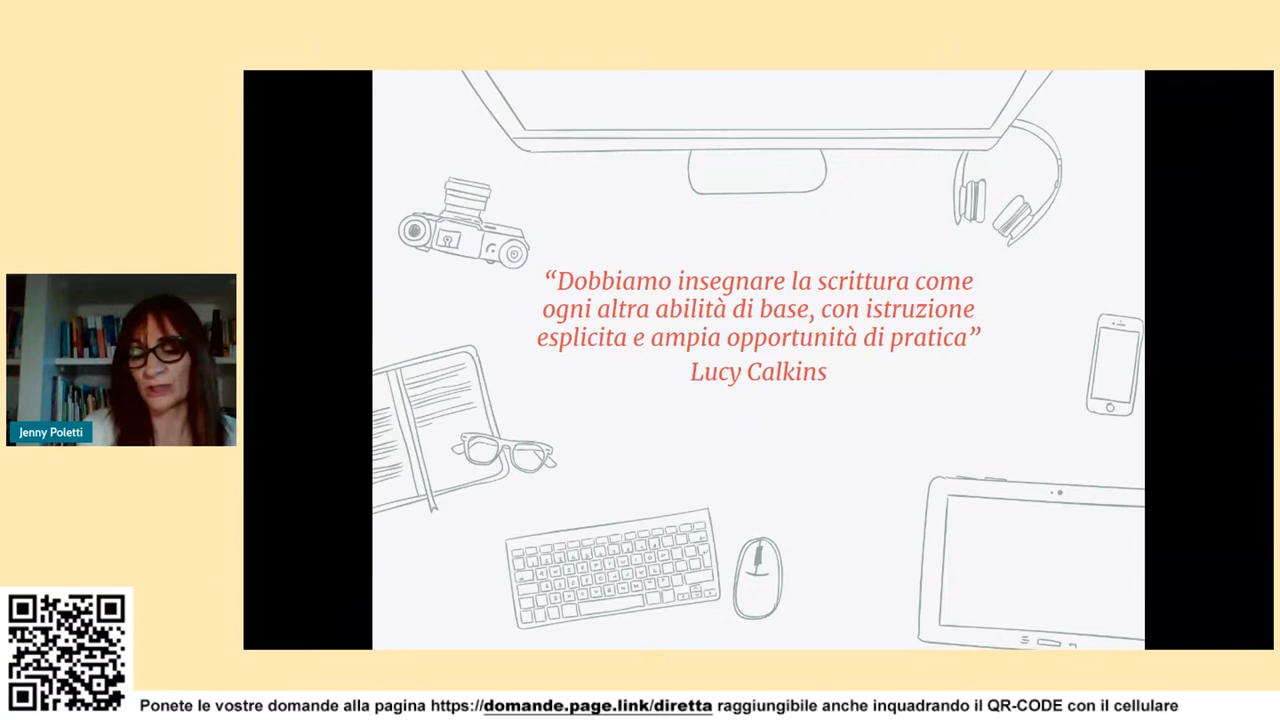 “Dobbiamo insegnare la scrittura come
ogni altra abilità di base, con istruzione
esplicita e ampia opportunità di pratica”
Lucy Calkins
Jenny Poletti
Ponete le vostre domande alla pagina https://domande.page.link/diretta raggiungibile anche inquadrando il QR-CODE con il cellulare